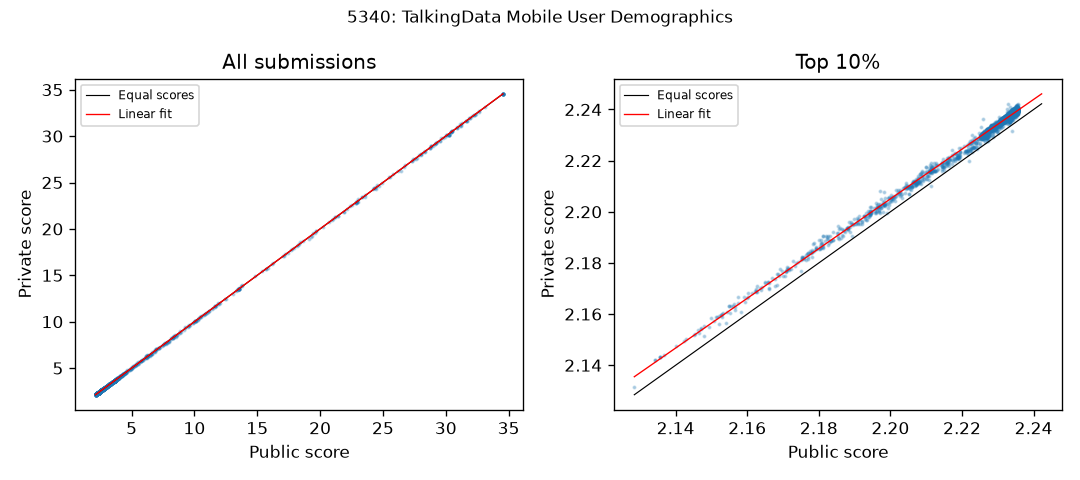 5340: TalkingData Mobile User Demographics
All submissions
Equal scores
Linear fit
35
30
25
20
15
10
5
Private score
5
10
15
20
25
30
35
Public score
Top 10%
Equal scores
Linear fit
2.24
2.22
2.20
2.18
2.16
2.14
Private score
2.14
2.16
2.18
2.20
2.22
2.24
Public score